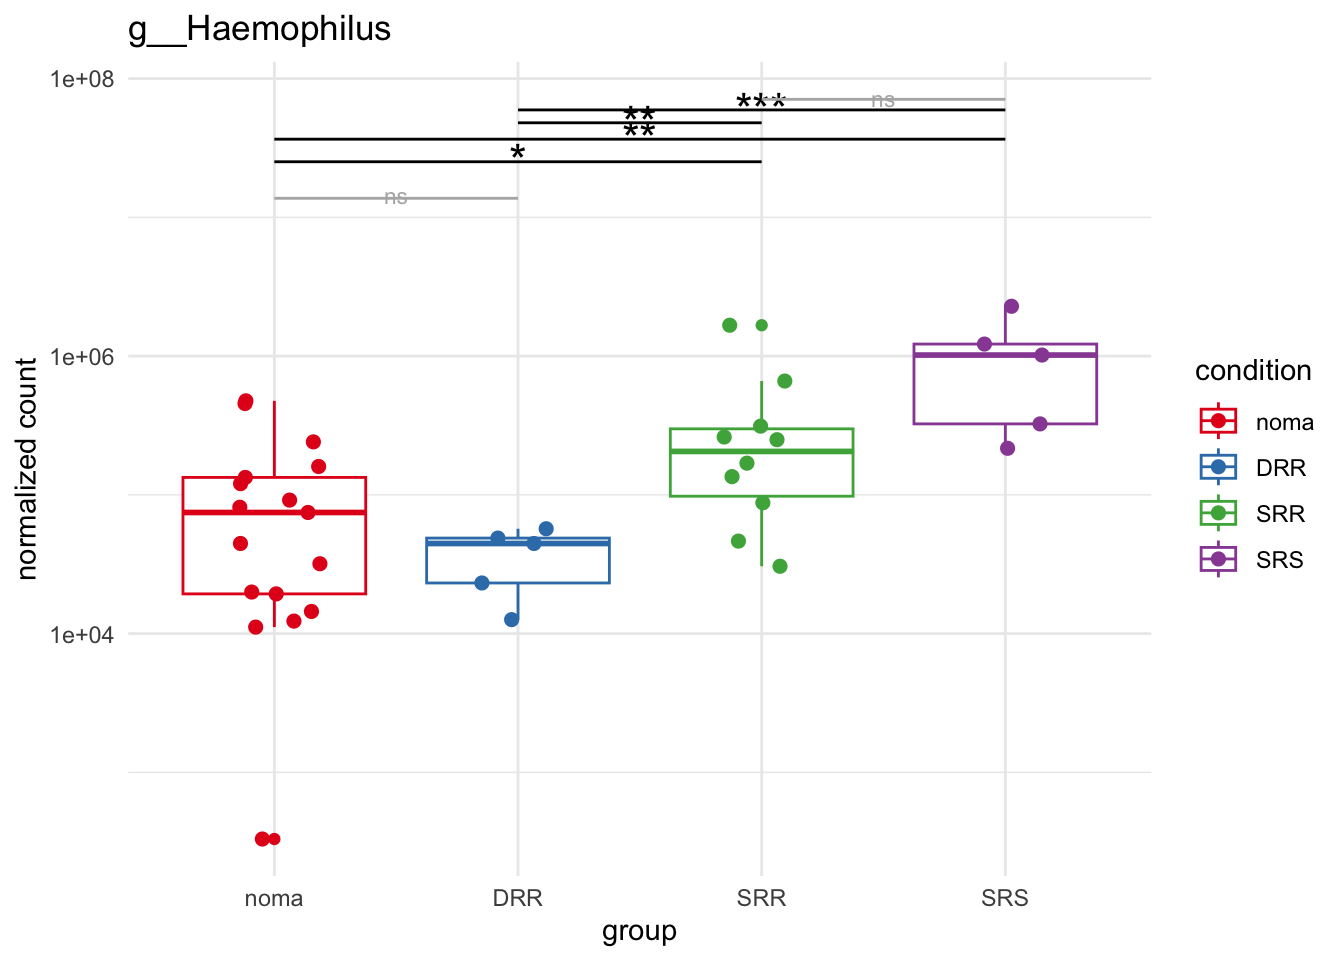 g__Haemophilus
1e+08
1e+06
1e+04
normalized count
***
ns
**
**
*
ns
noma
DRR
SRR
SRS
group
condition
noma
DRR
SRR
SRS